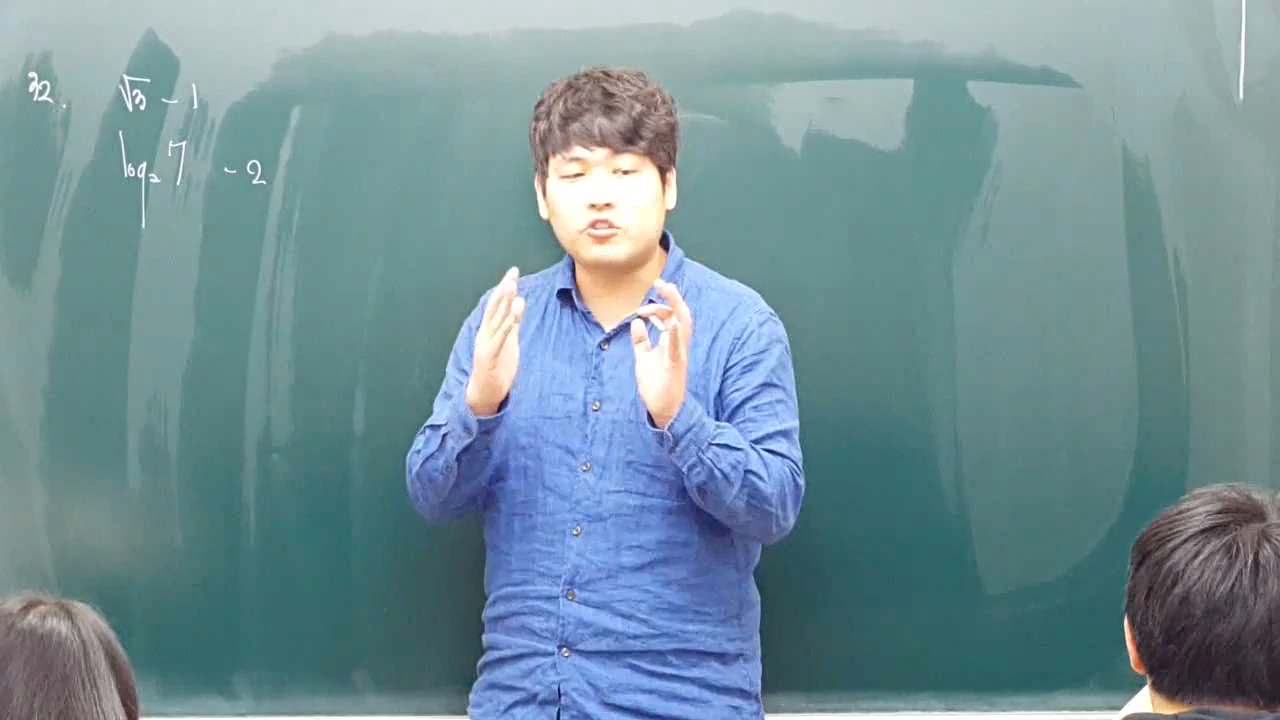 32. √3 - 1
log₂ 7 - 2